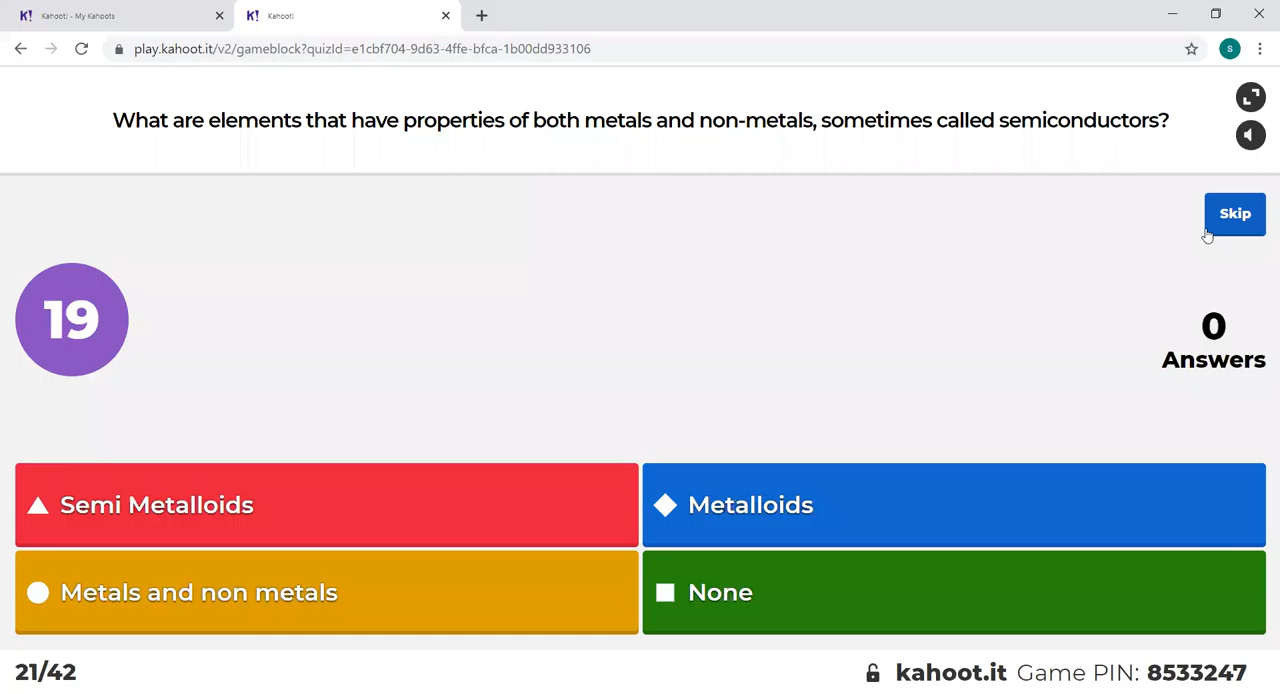 Kahoot! - My Kahoots
Kahoot!
play.kahoot.it/v2/gameblock?quizId=e1cbf704-9d63-4ffe-bfca-1b00dd933106
S
What are elements that have properties of both metals and non-metals, sometimes called semiconductors?
Skip
19
0
Answers
Semi Metalloids
Metalloids
Metals and non metals
None
21/42
kahoot.it Game PIN: 8533247